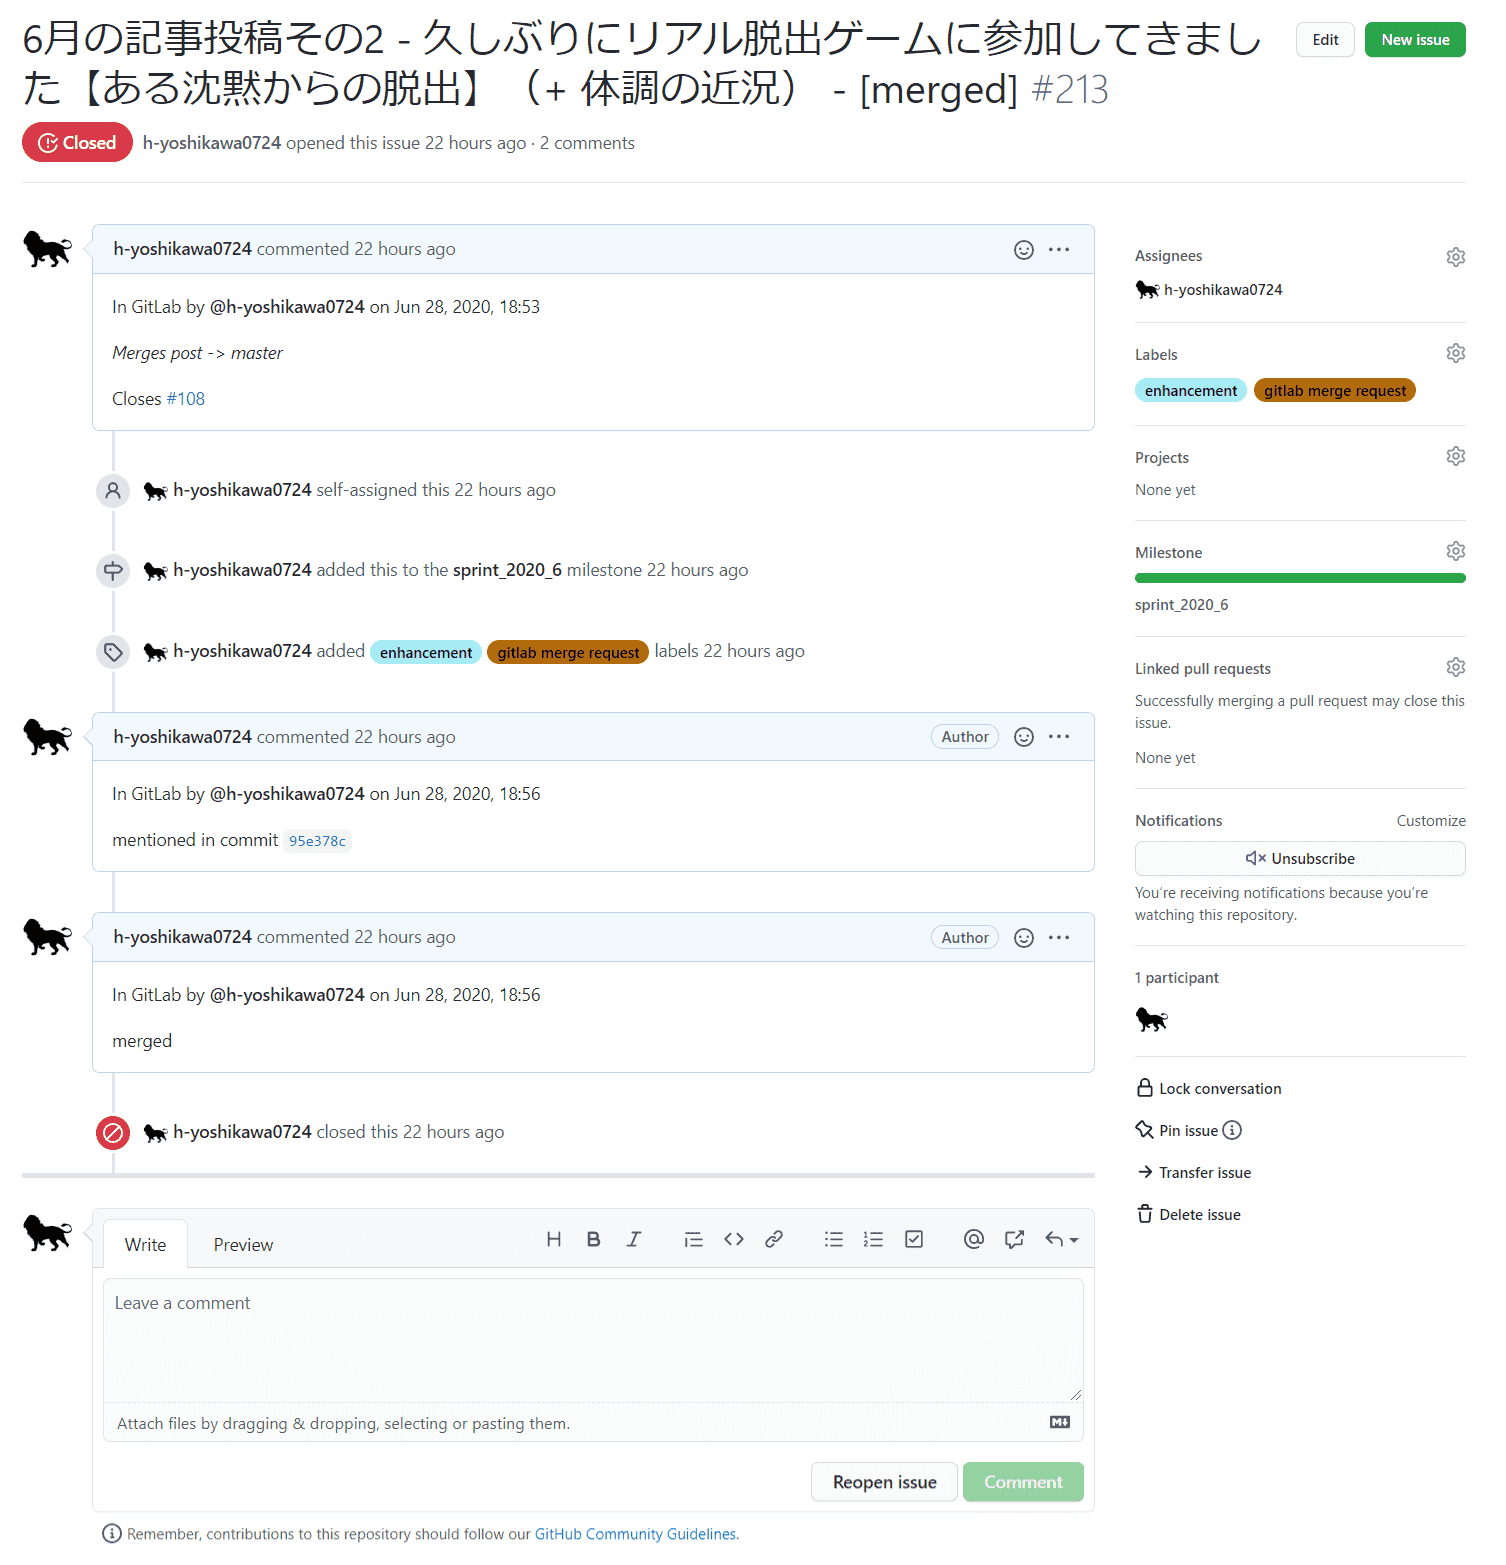 6月の記事投稿その2 - 久しぶりにリアル脱出ゲームに参加してきまし
た【ある沈黙からの脱出】（+ 体調の近況） - [merged] #213
Edit
New issue
Closed
h-yoshikawa0724 opened this issue 22 hours ago · 2 comments
h-yoshikawa0724 commented 22 hours ago
In GitLab by @h-yoshikawa0724 on Jun 28, 2020, 18:53
Merges post -> master
Closes #108
h-yoshikawa0724 self-assigned this 22 hours ago
h-yoshikawa0724 added this to the sprint_2020_6 milestone 22 hours ago
h-yoshikawa0724 added enhancement gitlab merge request labels 22 hours ago
h-yoshikawa0724 commented 22 hours ago
Author
In GitLab by @h-yoshikawa0724 on Jun 28, 2020, 18:56
mentioned in commit 95e378c
h-yoshikawa0724 commented 22 hours ago
Author
In GitLab by @h-yoshikawa0724 on Jun 28, 2020, 18:56
merged
h-yoshikawa0724 closed this 22 hours ago
Write
Preview
Leave a comment
Attach files by dragging & dropping, selecting or pasting them.
Reopen issue
Comment
Remember, contributions to this repository should follow our GitHub Community Guidelines.
Assignees
h-yoshikawa0724
Labels
enhancement gitlab merge request
Projects
None yet
Milestone
sprint_2020_6
Linked pull requests
Successfully merging a pull request may close this
issue.
None yet
Notifications
Customize
Unsubscribe
You're receiving notifications because you're
watching this repository.
1 participant
Lock conversation
Pin issue
Transfer issue
Delete issue